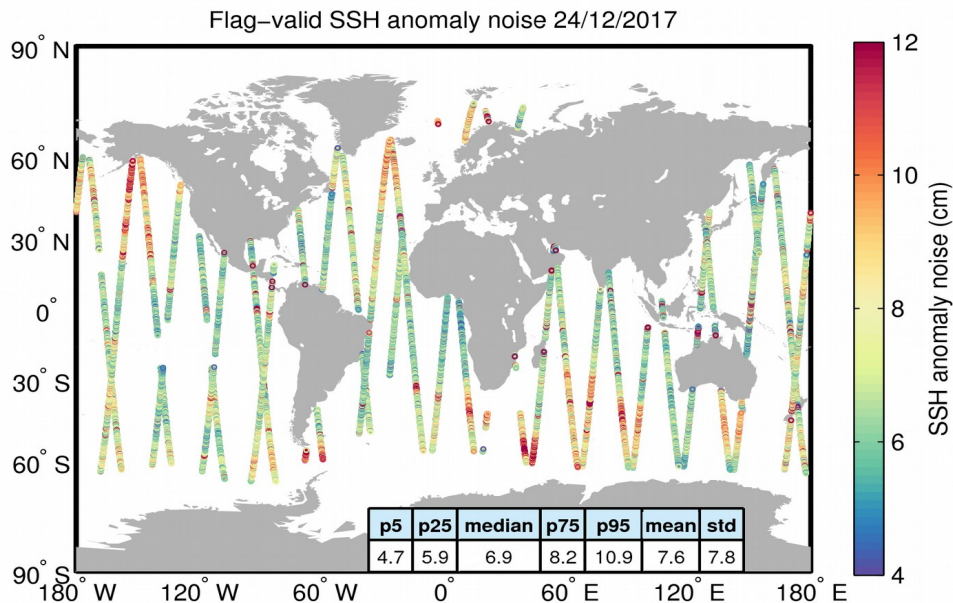 Flag–valid SSH anomaly noise 24/12/2017
90° N
60° N
30° N
0°
30° S
60° S
90° S
180° W
120° W
60° W
0°
60° E
120° E
180° E
p5 p25 median p75 p95 mean std
4.7 5.9 6.9 8.2 10.9 7.6 7.8
12
10
8
6
4
SSH anomaly noise (cm)